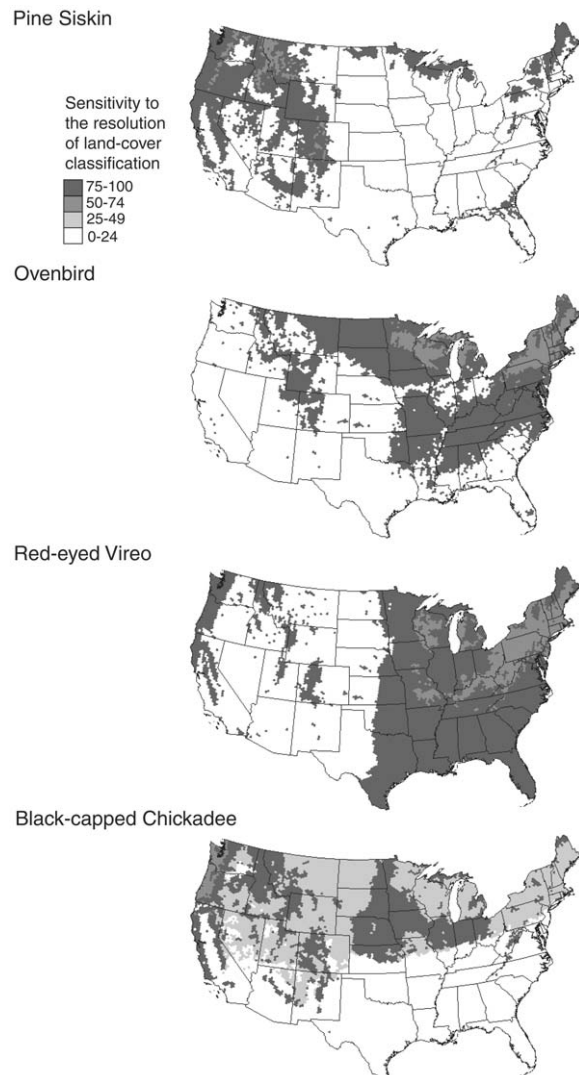 Pine Siskin
Sensitivity to
the resolution
of land-cover
classification
75-100
50-74
25-49
0-24
Ovenbird
Red-eyed Vireo
Black-capped Chickadee